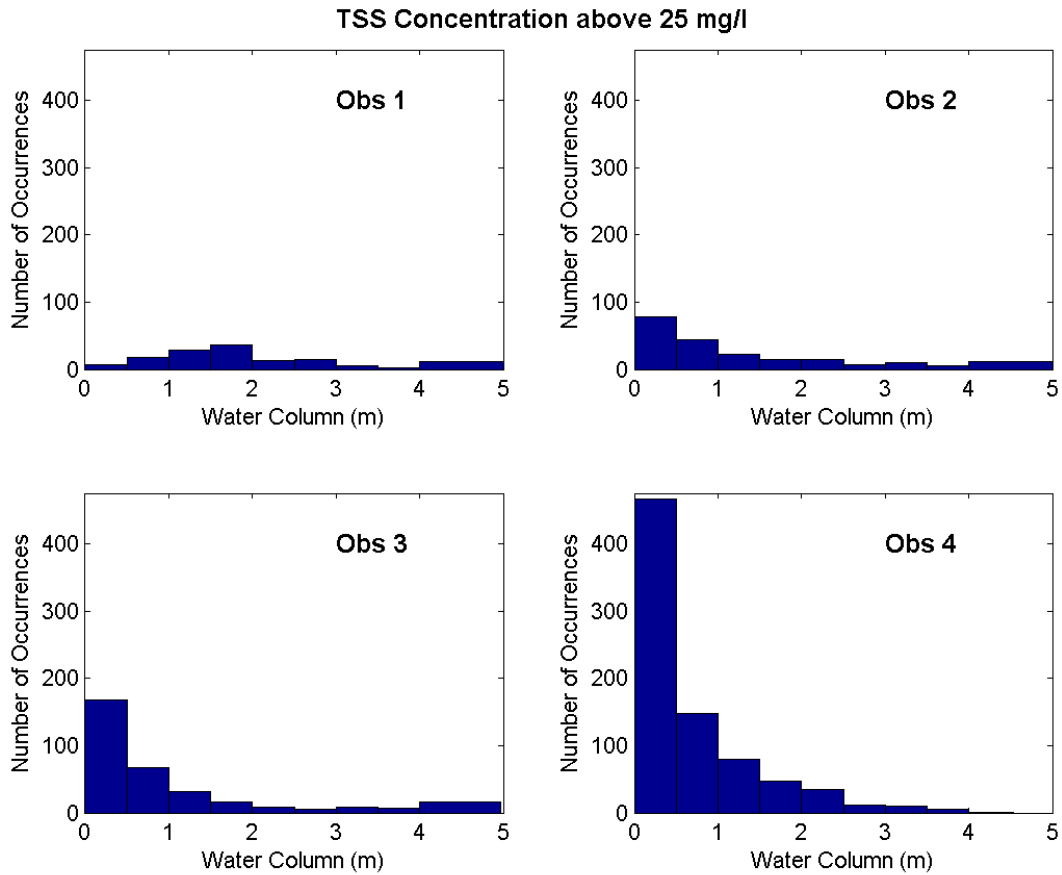 TSS Concentration above 25 mg/l
Obs 1
Number of Occurrences
400
300
200
100
0
0 1 2 3 4 5
Water Column (m)
Obs 2
Number of Occurrences
400
300
200
100
0
0 1 2 3 4 5
Water Column (m)
Obs 3
Number of Occurrences
400
300
200
100
0
0 1 2 3 4 5
Water Column (m)
Obs 4
Number of Occurrences
400
300
200
100
0
0 1 2 3 4 5
Water Column (m)